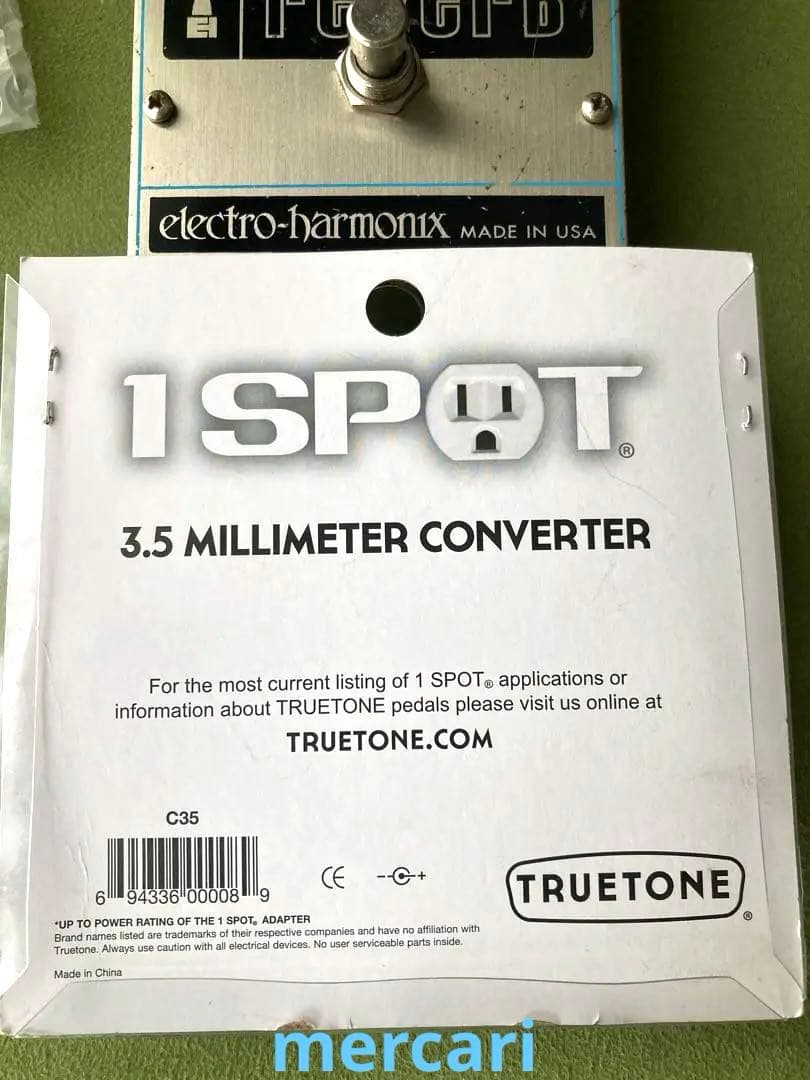 EH
electro-harmonix MADE IN USA
1 SPOT®
3.5 MILLIMETER CONVERTER
For the most current listing of 1 SPOT® applications or
information about TRUETONE pedals please visit us online at
TRUETONE.COM
C35
6 94336 00008 9
CE
- +
TRUETONE®
*UP TO POWER RATING OF THE 1 SPOT® ADAPTER
Brand names listed are trademarks of their respective companies and have no affiliation with
Truetone. Always use caution with all electrical devices. No user serviceable parts inside.
Made in China
mercari